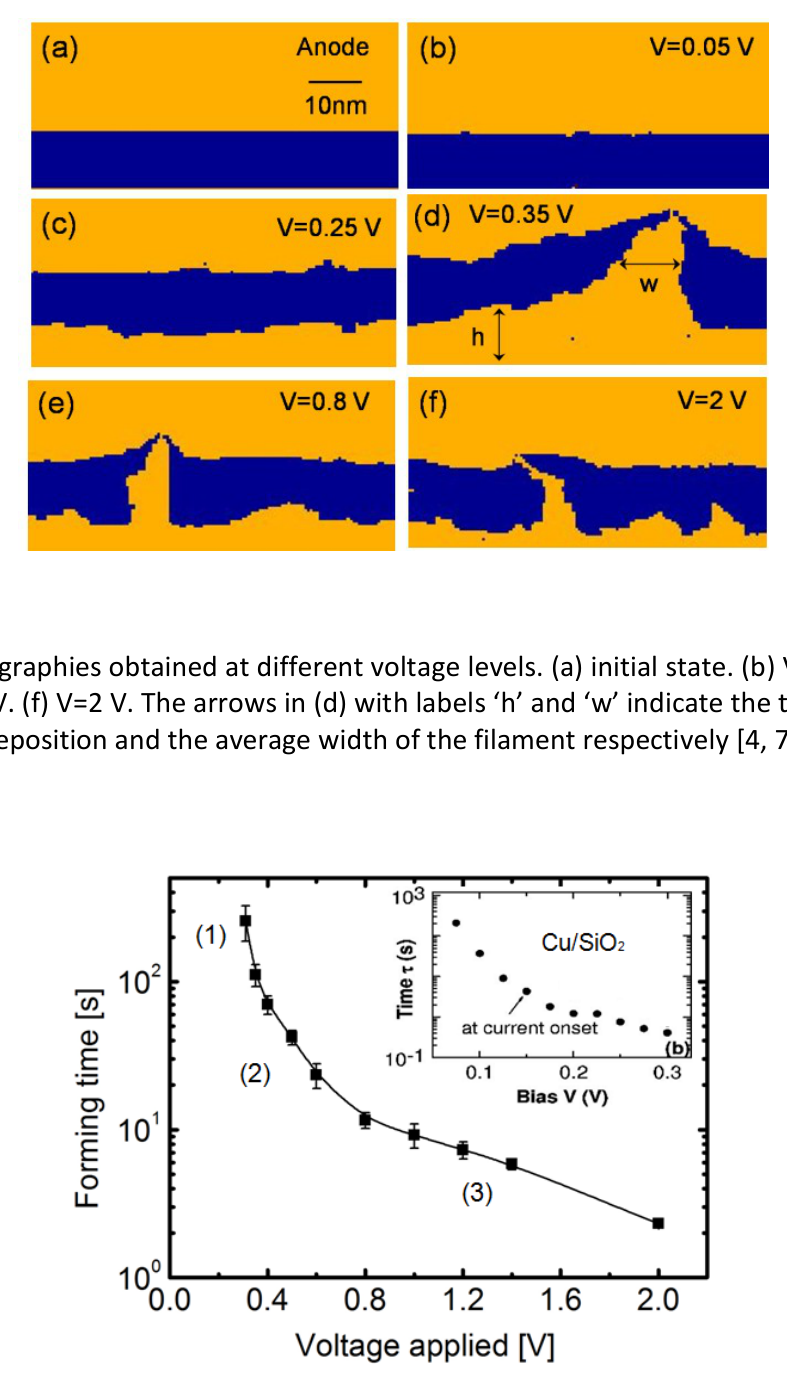 (a) Anode
10nm
(b) V=0.05 V
(c) V=0.25 V
(d) V=0.35 V
w
h
(e) V=0.8 V
(f) V=2 V
graphies obtained at different voltage levels. (a) initial state. (b)
V. (f) V=2 V. The arrows in (d) with labels ‘h’ and ‘w’ indicate the
eposition and the average width of the filament respectively [4, 7
Forming time [s]
10²
10¹
10⁰
(1)
(2)
(3)
0.0 0.4 0.8 1.2 1.6 2.0
Voltage applied [V]
Time τ (s)
10³
10⁻¹
Cu/SiO₂
at current onset
(b)
0.1 0.2 0.3
Bias V (V)